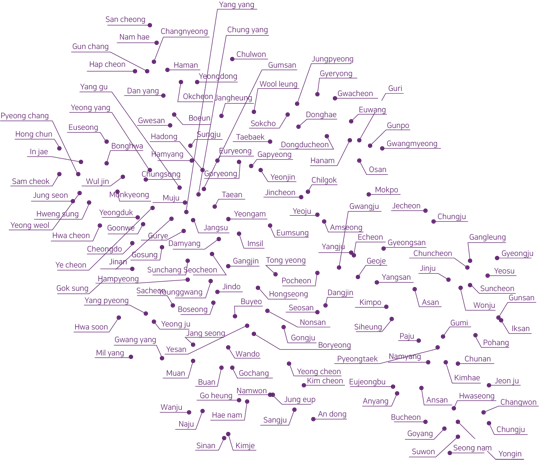 Yang yang
San cheong
Chung yang
Changnyeong
Nam hae
Gun chang
Chulwon
Gumsan
Jungpyeong
Hap cheon
Haman
Yeongdong
Gyeryong
Yang gu
Dan yang
Okcheon
Jangheung
Wool leung
Gwacheon
Guri
Yeong yang
Boeun
Euwang
Pyeong chang
Gwesan
Sokcho
Donghae
Gunpo
Euseong
Hadong
Sungju
Taebaek
Hong chun
Bonghwa
Euryeong
Dongducheon
Gwangmyeong
In jae
Hamyang
Gapyeong
Hanam
Chungsong
Goryeong
Yeonjin
Osan
Sam cheok
Wul jin
Chilgok
Jung seon
Munkyeong
Muju
Taean
Jincheon
Mokpo
Hweng sung
Yeongduk
Yeongam
Yeoju
Gwangju
Jecheon
Yeong weol
Goonwe
Jangsu
Amseong
Chungju
Hwa cheon
Gurye
Eumsung
Echeon
Gangleung
Cheongdo
Damyang
Imsil
Yangju
Gyeongsan
Chuncheon
Gyeongju
Ye cheon
Jinan
Gosung
Gangjin
Tong yeong
Geoje
Jinju
Yeosu
Hampyeong
Sunchang
Seocheon
Pocheon
Yangsan
Suncheon
Gok sung
Sacheon
Younggwang
Jindo
Hongseong
Dangjin
Asan
Gunsan
Yang pyeong
Boseong
Seosan
Kimpo
Wonju
Buyeo
Nonsan
Siheung
Hwa soon
Yeong ju
Iksan
Jang seong
Gongju
Paju
Gumi
Pohang
Gwang yang
Yesan
Boryeong
Mil yang
Wando
Pyeongtaek
Namyang
Chunan
Muan
Gochang
Yeong cheon
Buan
Kim cheon
Eujeongbu
Kimhae
Jeon ju
Go heung
Namwon
Jung eup
Anyang
Ansan
Hwaseong
Wanju
Hae nam
Changwon
Naju
Sangju
An dong
Bucheon
Goyang
Chungju
Sinan
Kimje
Suwon
Seong nam
Yongin